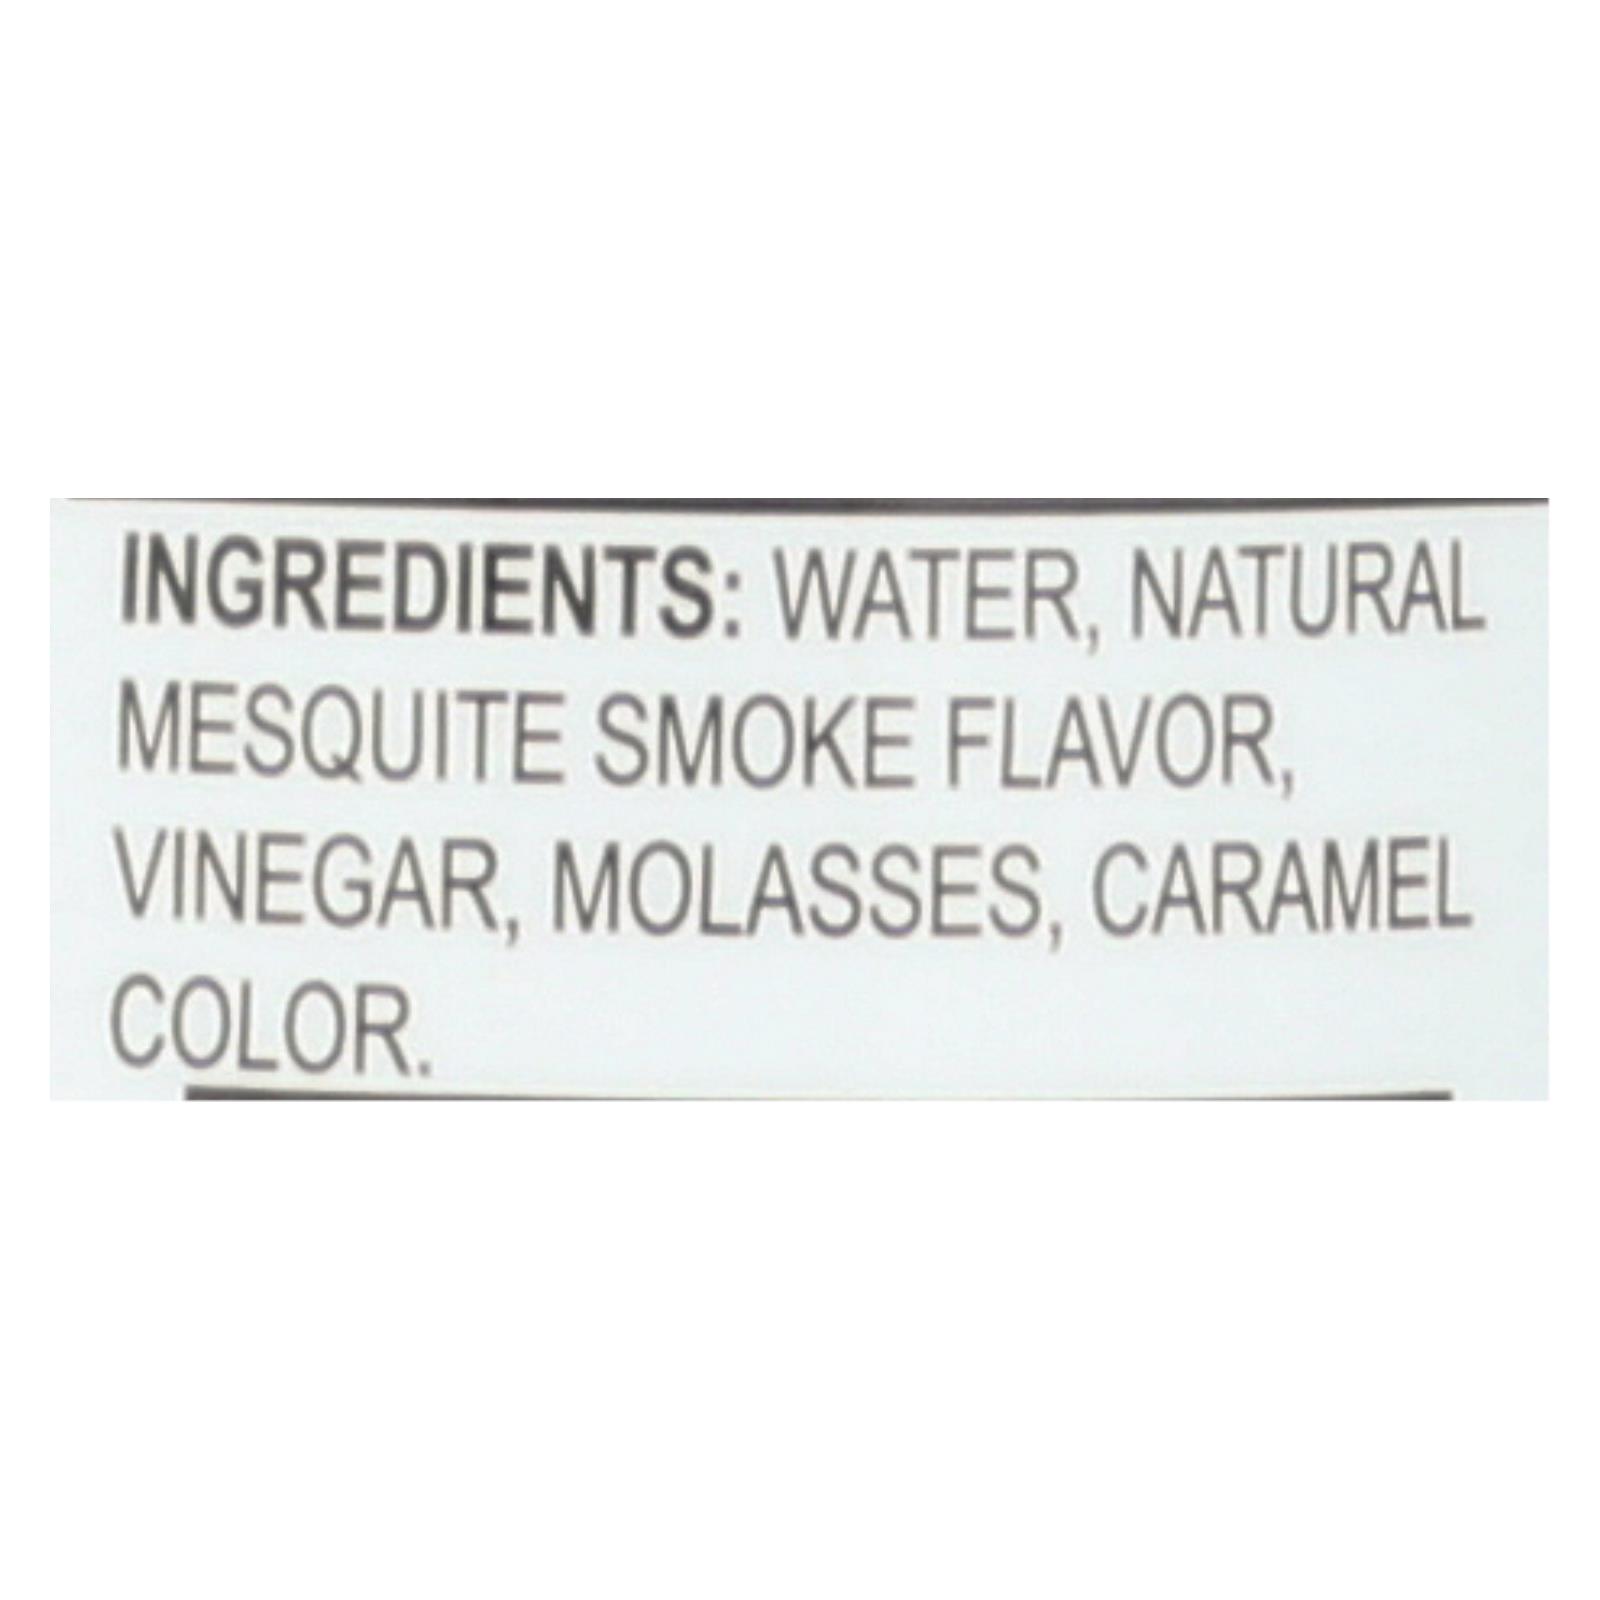 INGREDIENTS: WATER, NATURAL
MESQUITE SMOKE FLAVOR,
VINEGAR, MOLASSES, CARAMEL
COLOR.